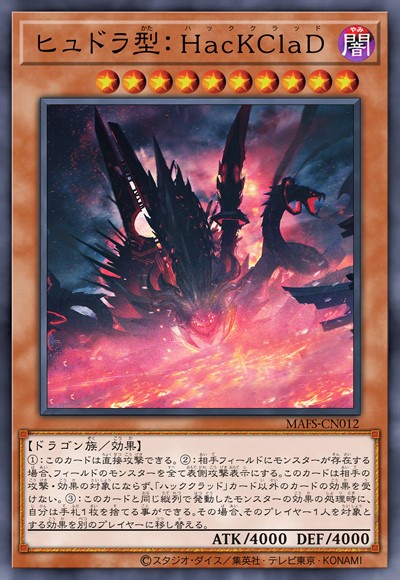 ヒュドラ型：HacKClaD
闇
MAFS-CN012
【ドラゴン族／効果】
①：このカードは直接攻撃できる。②：相手フィールドにモンスターが存在する
場合、フィールドのモンスターを全て表側攻撃表示にする。このカードは相手の
攻撃・効果の対象にならず、「ハッククラッド」カード以外のカードの効果を受
けない。③：このカードと同じ縦列で発動したモンスターの効果の処理時に、
自分は手札1枚を捨てる事ができる。その場合、そのプレイヤー1人を対象と
する効果を別のプレイヤーに移し替える。
ATK/4000 DEF/4000
©スタジオ・ダイス／集英社・テレビ東京・KONAMI